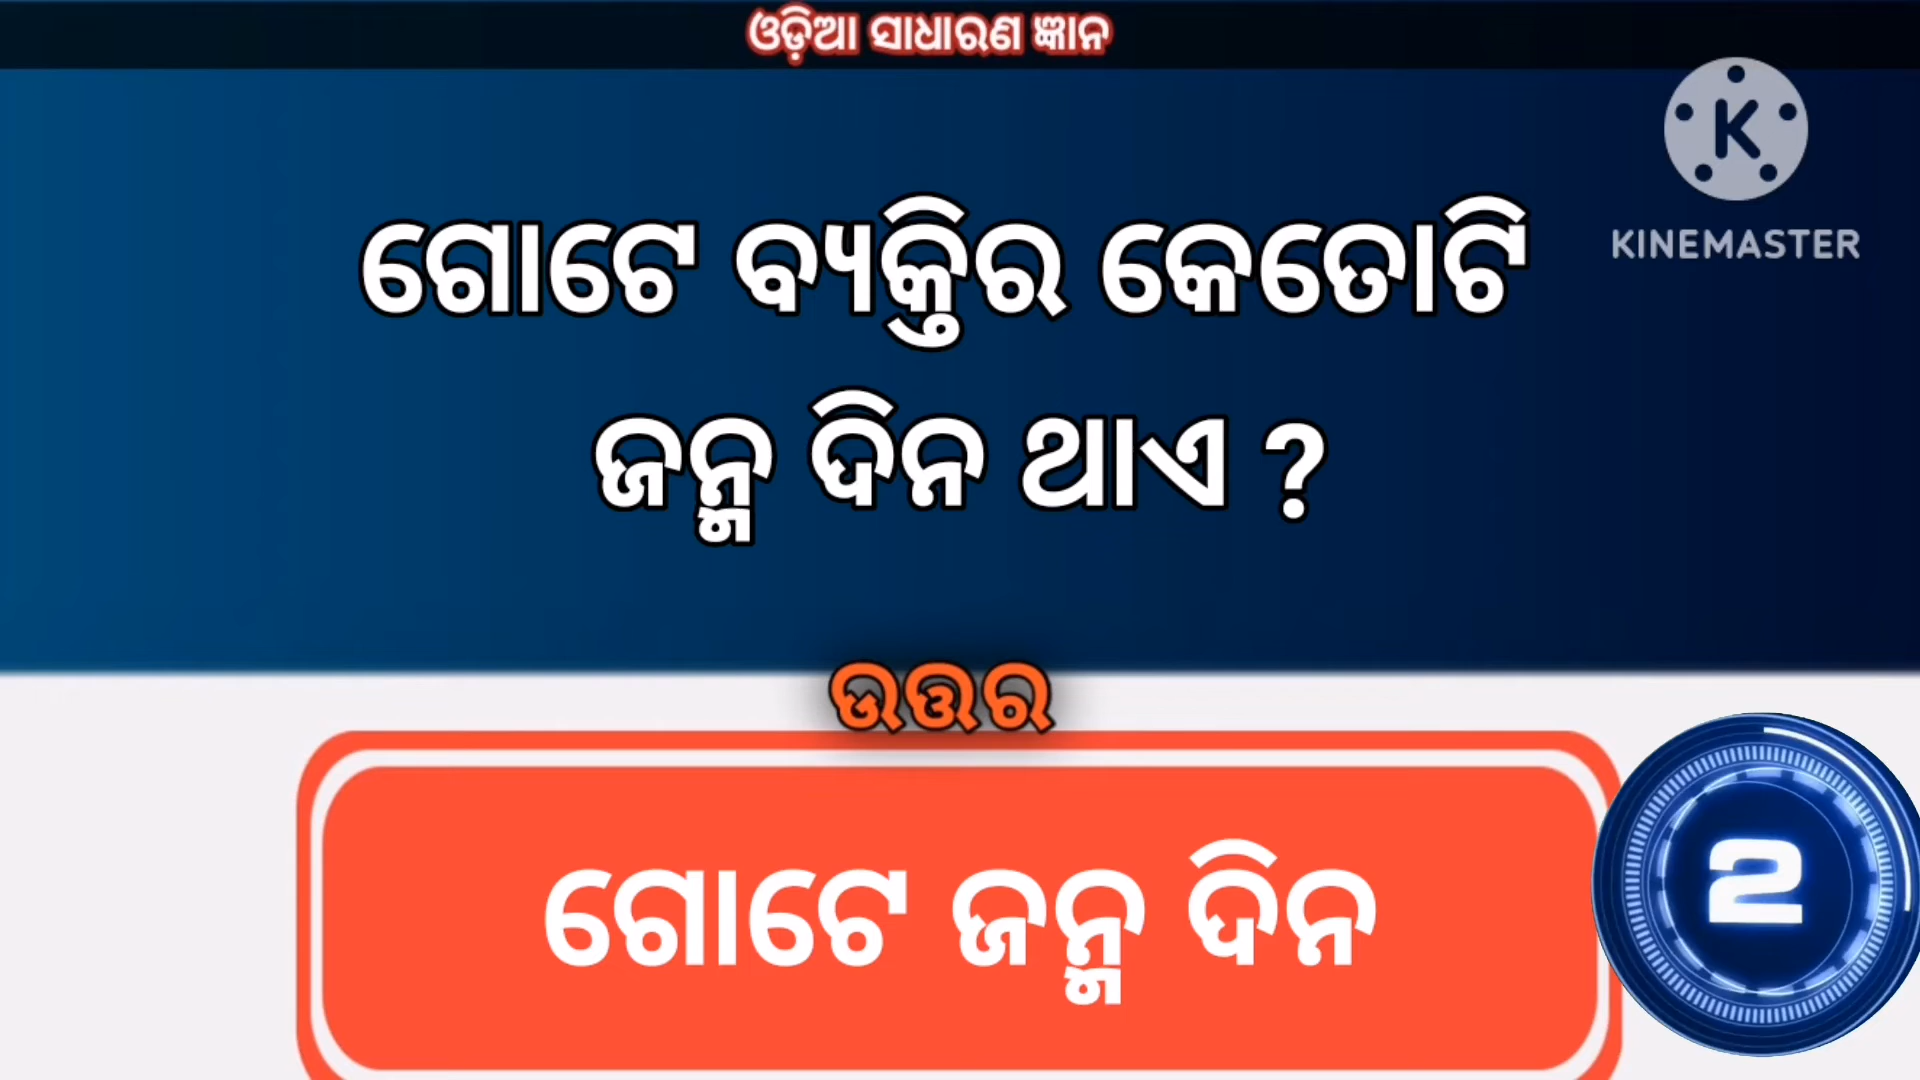 ଓଡ଼ିଆ ସାଧାରଣ ଜ୍ଞାନ
KINEMASTER
ଗୋଟେ ବ୍ୟକ୍ତିର କେତୋଟି
ଜନ୍ମ ଦିନ ଥାଏ ?
ଉତ୍ତର
ଗୋଟେ ଜନ୍ମ ଦିନ
2